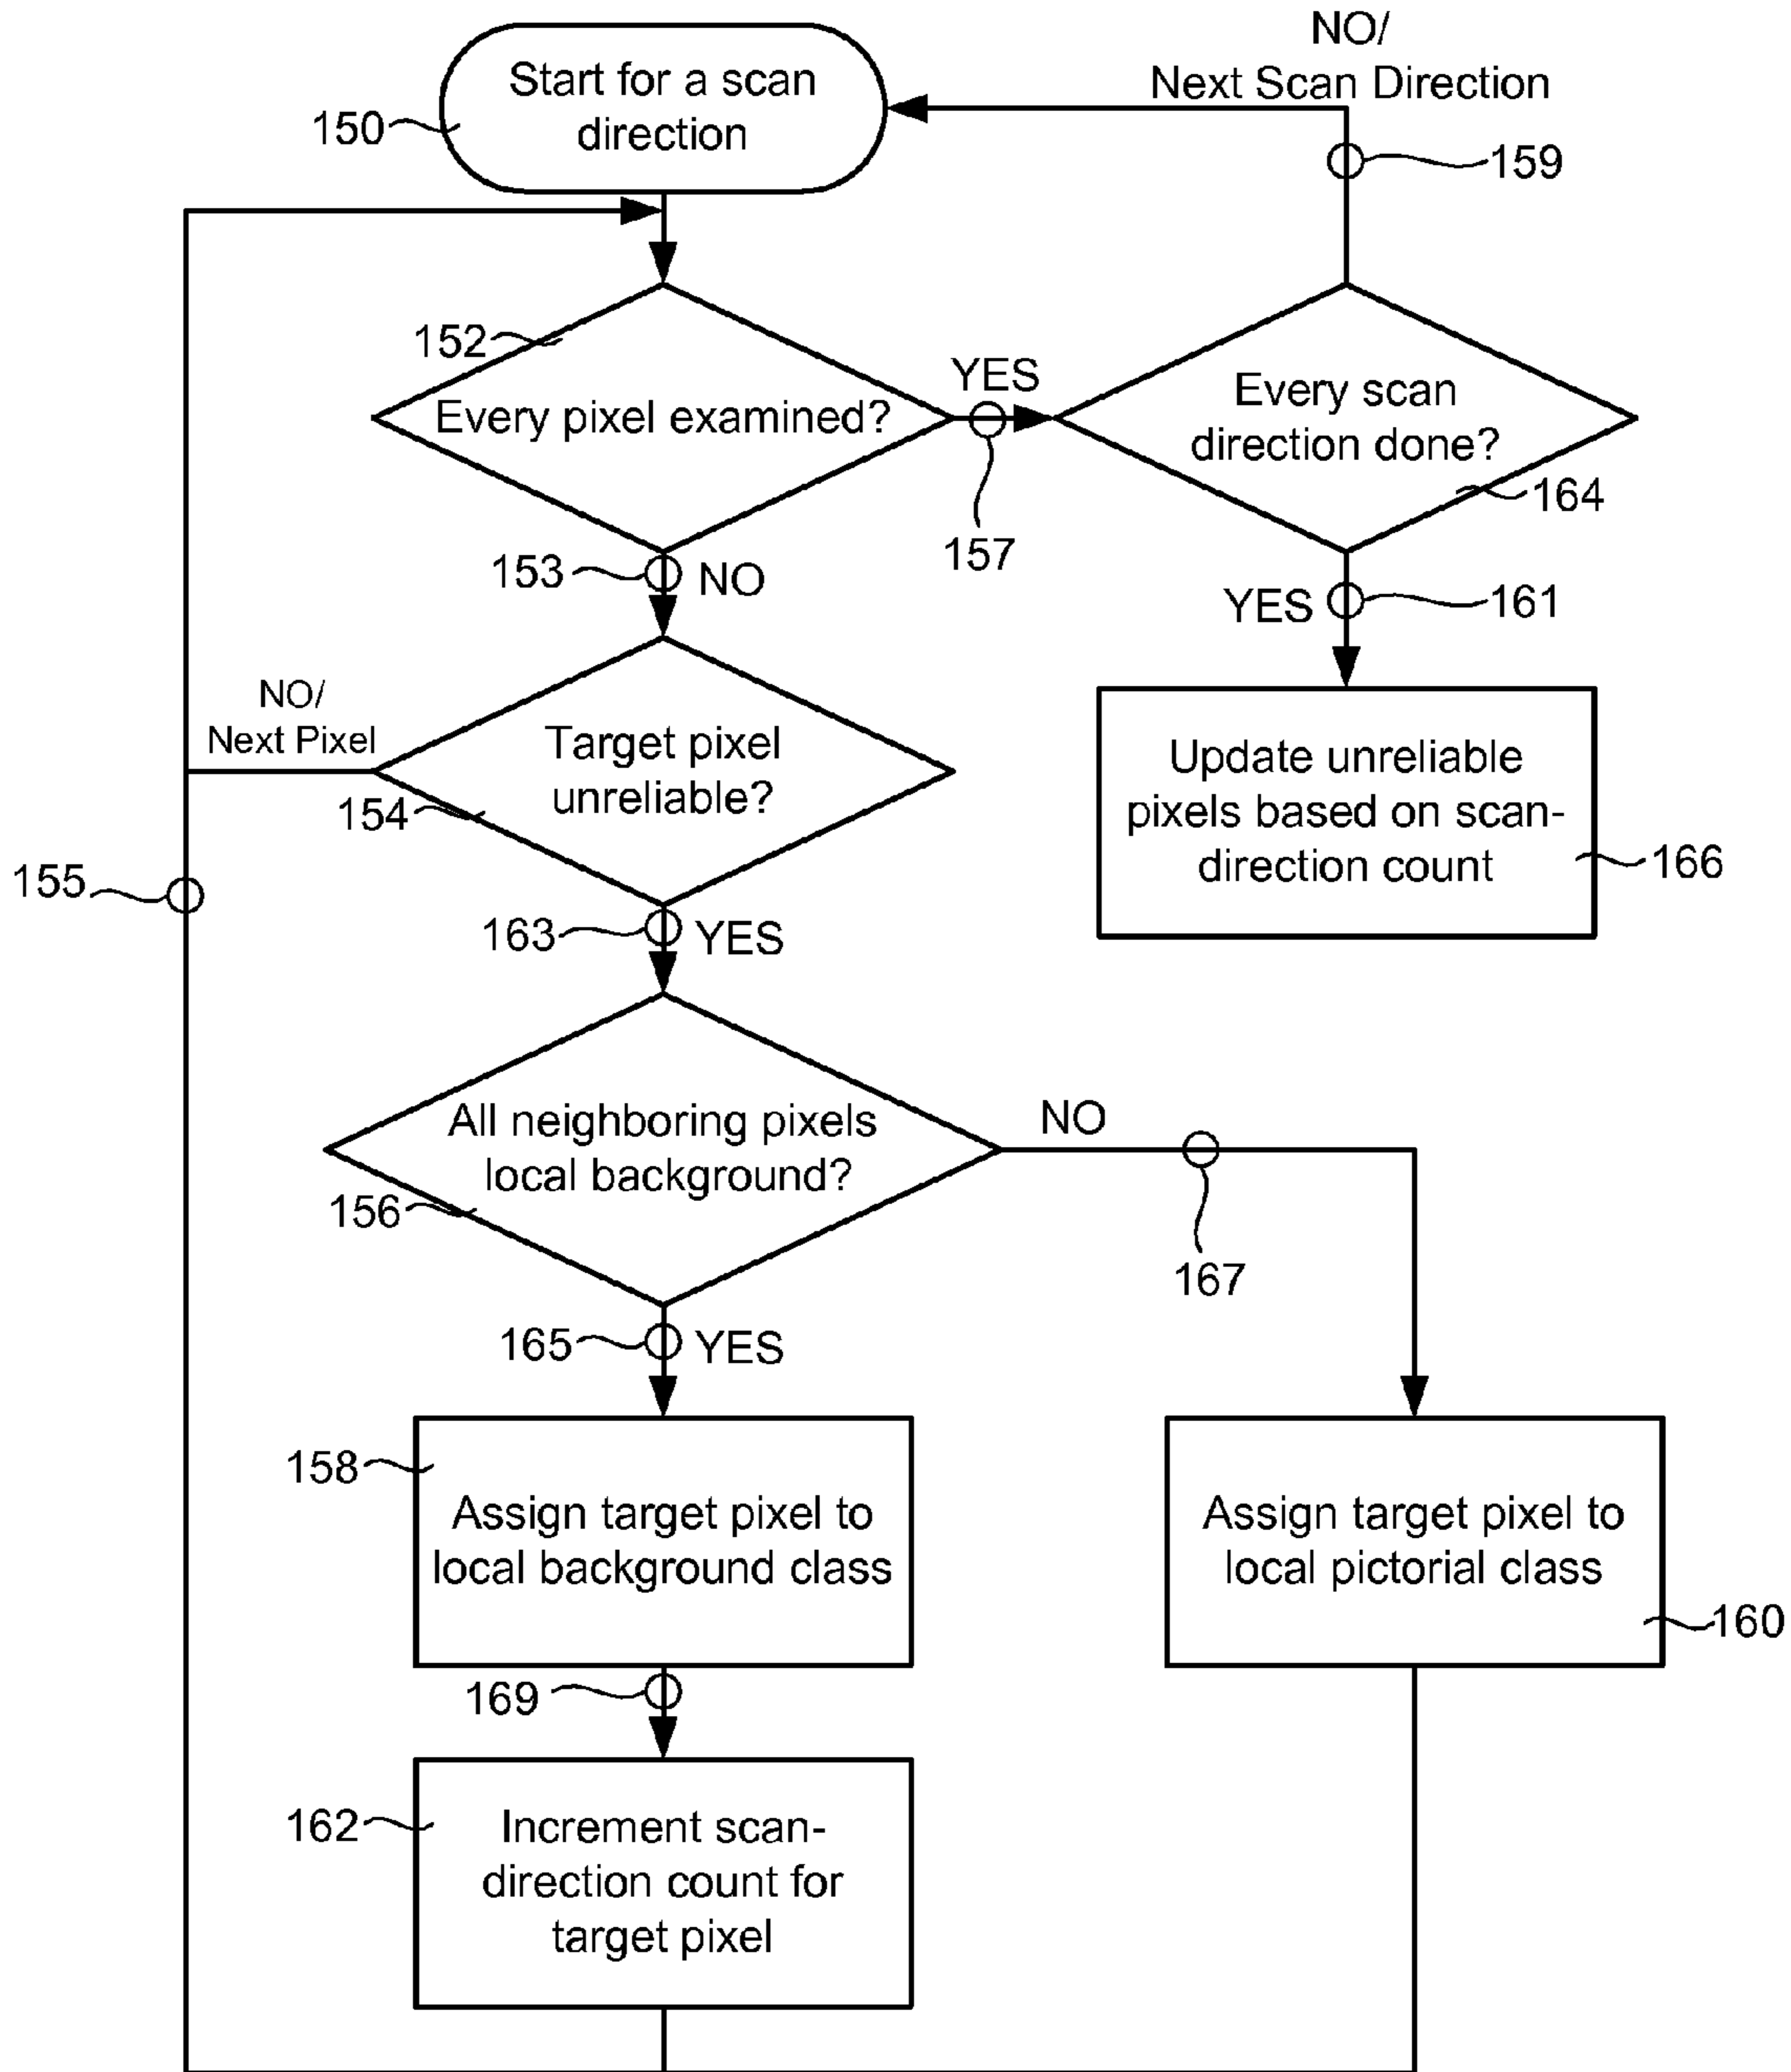 NO/
Next Scan Direction
Start for a scan
direction
150
159
152
Every pixel examined?
YES
157
Every scan
direction done?
164
153
NO
YES
161
NO/
Next Pixel
Target pixel
unreliable?
154
155
Update unreliable
pixels based on scan-
direction count
166
163
YES
All neighboring pixels
local background?
156
NO
167
165
YES
158
Assign target pixel to
local background class
Assign target pixel to
local pictorial class
160
169
162
Increment scan-
direction count for
target pixel